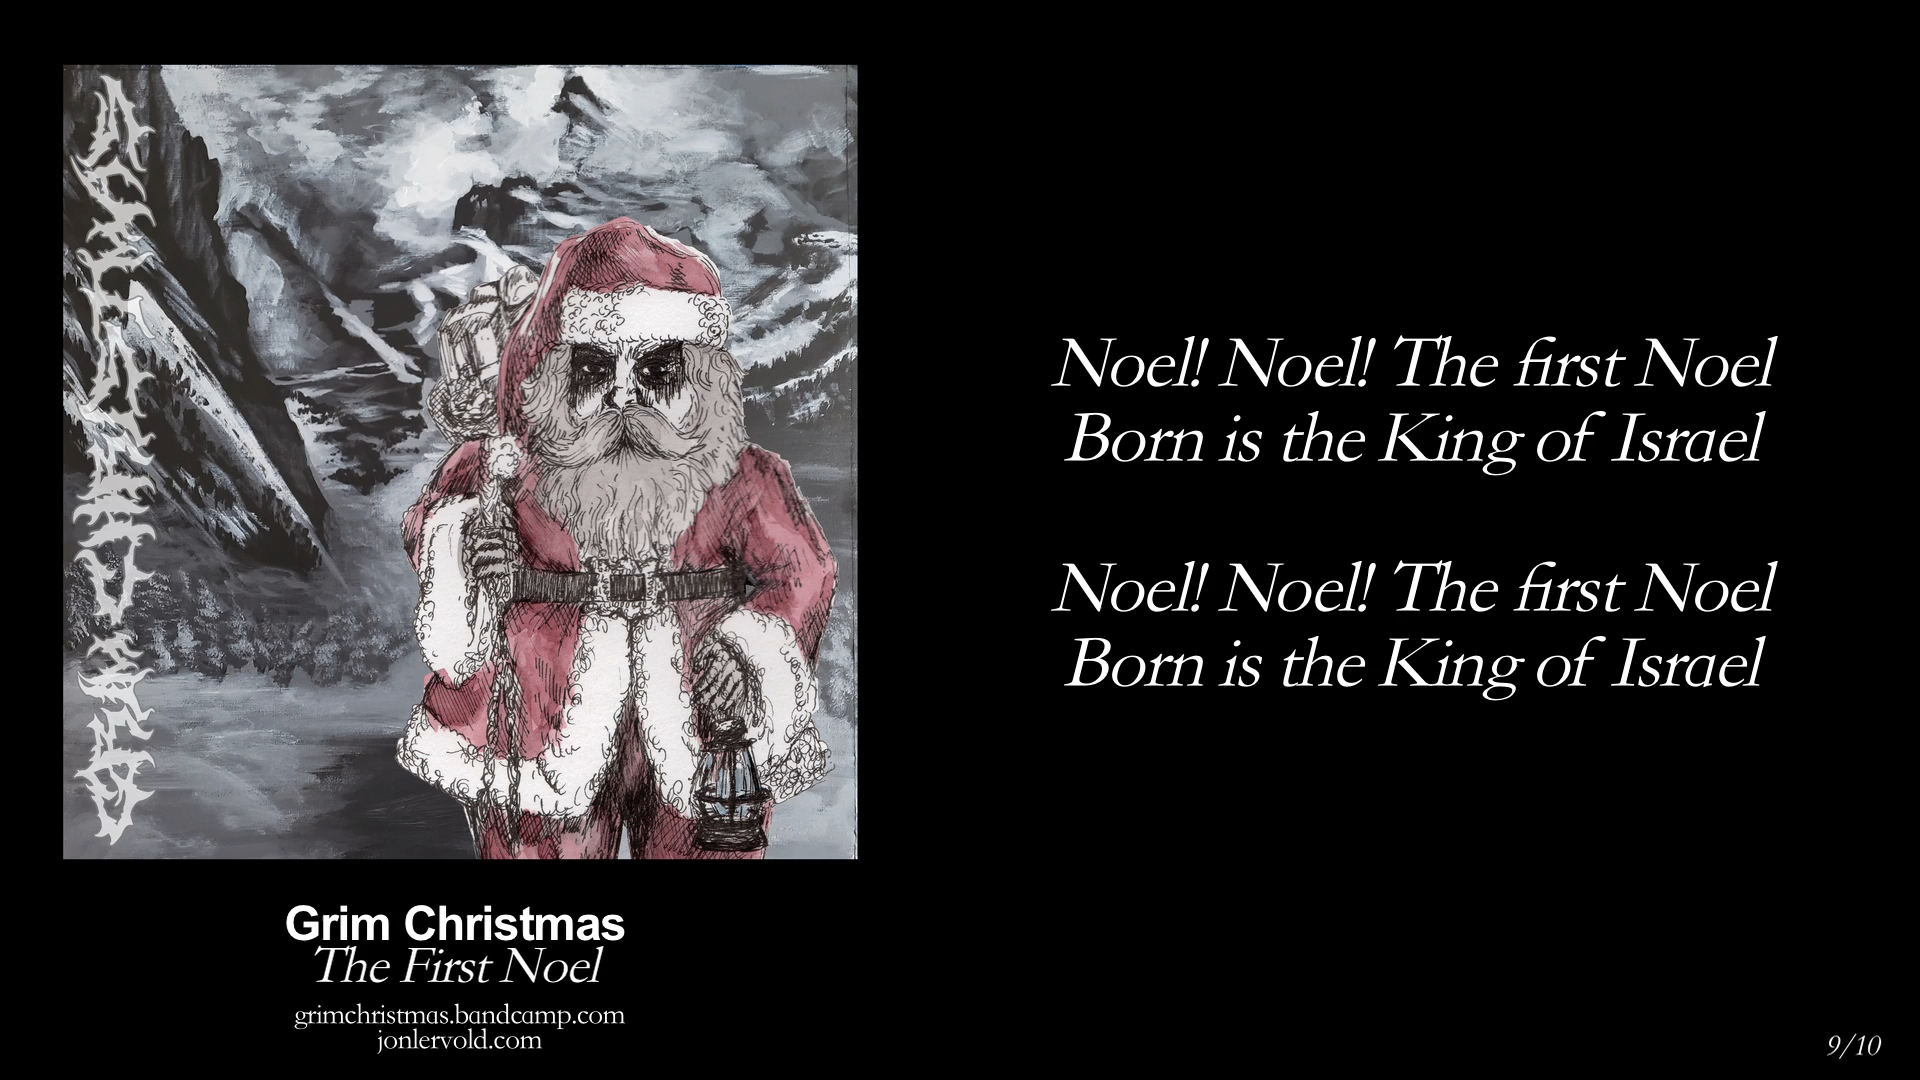 Noel! Noel! The first Noel
Born is the King of Israel
Noel! Noel! The first Noel
Born is the King of Israel
Grim Christmas
The First Noel
grimchristmas.bandcamp.com
jonlervold.com
9/10